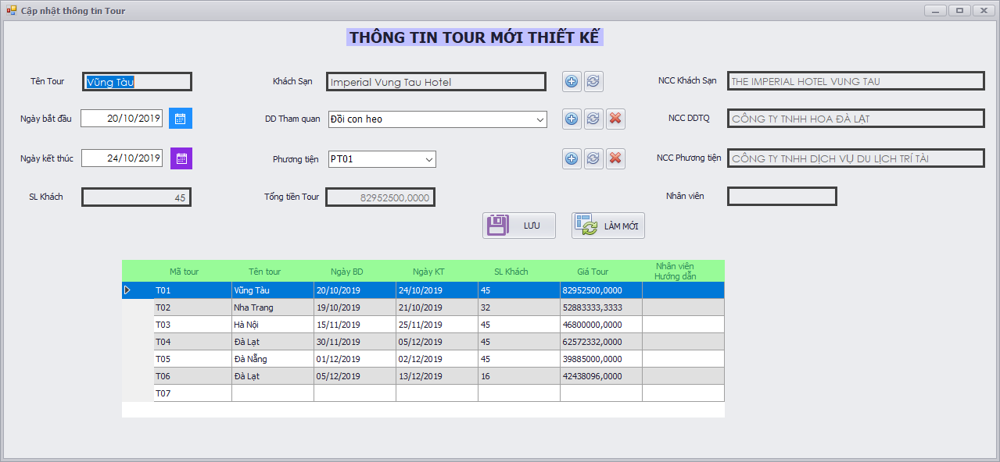 Cập nhật thông tin Tour
THÔNG TIN TOUR MỚI THIẾT KẾ
Tên Tour Vũng Tàu Khách Sạn Imperial Vung Tau Hotel NCC Khách Sạn THE IMPERIAL HOTEL VUNG TAU
Ngày bắt đầu 20/10/2019 DD Tham quan Đồi con heo NCC DDTQ CÔNG TY TNHH HOA ĐÀ LẠT
Ngày kết thúc 24/10/2019 Phương tiện PT01 NCC Phương tiện CÔNG TY TNHH DỊCH VỤ DU LỊCH TRÍ TÀI
SL Khách 45 Tổng tiền Tour 82952500,0000 Nhân viên
LƯU LÀM MỚI
Mã tour Tên tour Ngày BD Ngày KT SL Khách Giá Tour Nhân viên
Hướng dẫn
T01 Vũng Tàu 20/10/2019 24/10/2019 45 82952500,0000
T02 Nha Trang 19/10/2019 21/10/2019 32 52883333,3333
T03 Hà Nội 15/11/2019 25/11/2019 45 46800000,0000
T04 Đà Lạt 30/11/2019 05/12/2019 45 62572332,0000
T05 Đà Nẵng 01/12/2019 02/12/2019 45 39885000,0000
T06 Đà Lạt 05/12/2019 13/12/2019 16 42438096,0000
T07